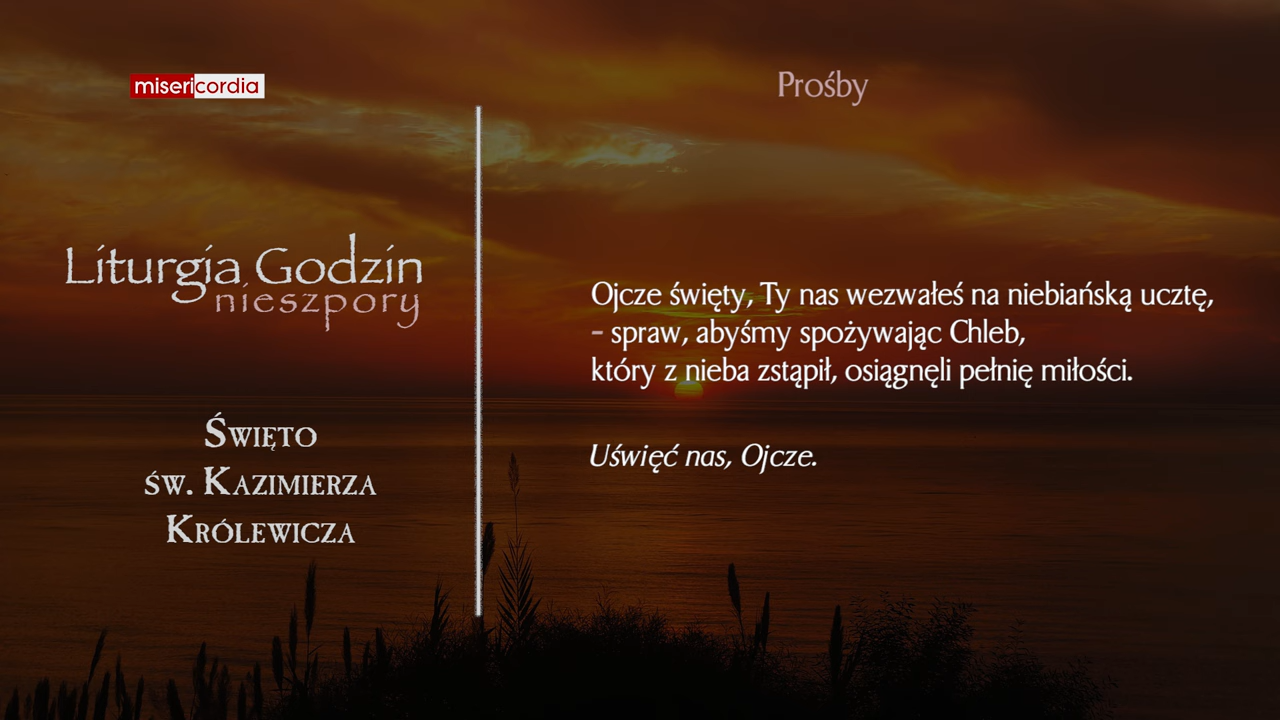 misericordia
Liturgia Godzin
nieszpory
Święto
św. Kazimierza
Królewicza
Prośby
Ojcze święty, Ty nas wezwałeś na niebiańską ucztę,
- spraw, abyśmy spożywając Chleb,
który z nieba zstąpił, osiągnęli pełnię miłości.
Uświęć nas, Ojcze.